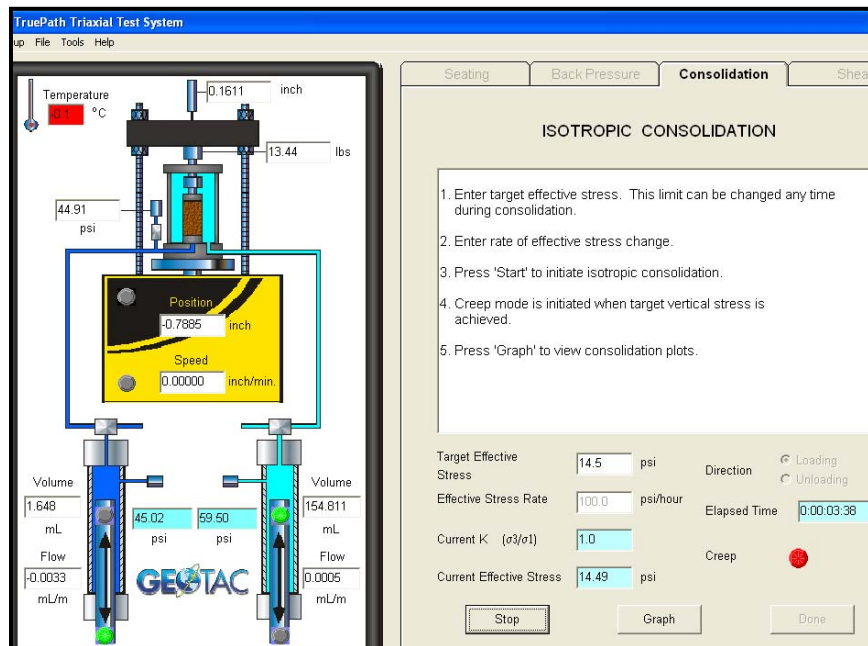 TruePath Triaxial Test System
up File Tools Help
Temperature
-0.1 °C
0.1611 inch
13.44 lbs
44.91
psi
Position
-0.7885 inch
Speed
0.00000 inch/min.
Volume
1.648
mL
Flow
-0.0033
mL/m
45.02
psi
59.50
psi
GEOTAC
Volume
154.811
mL
Flow
0.0005
mL/m
Seating Back Pressure Consolidation Shea
ISOTROPIC CONSOLIDATION
1. Enter target effective stress. This limit can be changed any time
during consolidation.
2. Enter rate of effective stress change.
3. Press 'Start' to initiate isotropic consolidation.
4. Creep mode is initiated when target vertical stress is
achieved.
5. Press 'Graph' to view consolidation plots.
Target Effective
Stress 14.5 psi
Effective Stress Rate 100.0 psi/hour
Current K (σ3/σ1) 1.0
Current Effective Stress 14.49 psi
Direction Loading
Unloading
Elapsed Time 0:00:03:38
Creep
Stop Graph Done